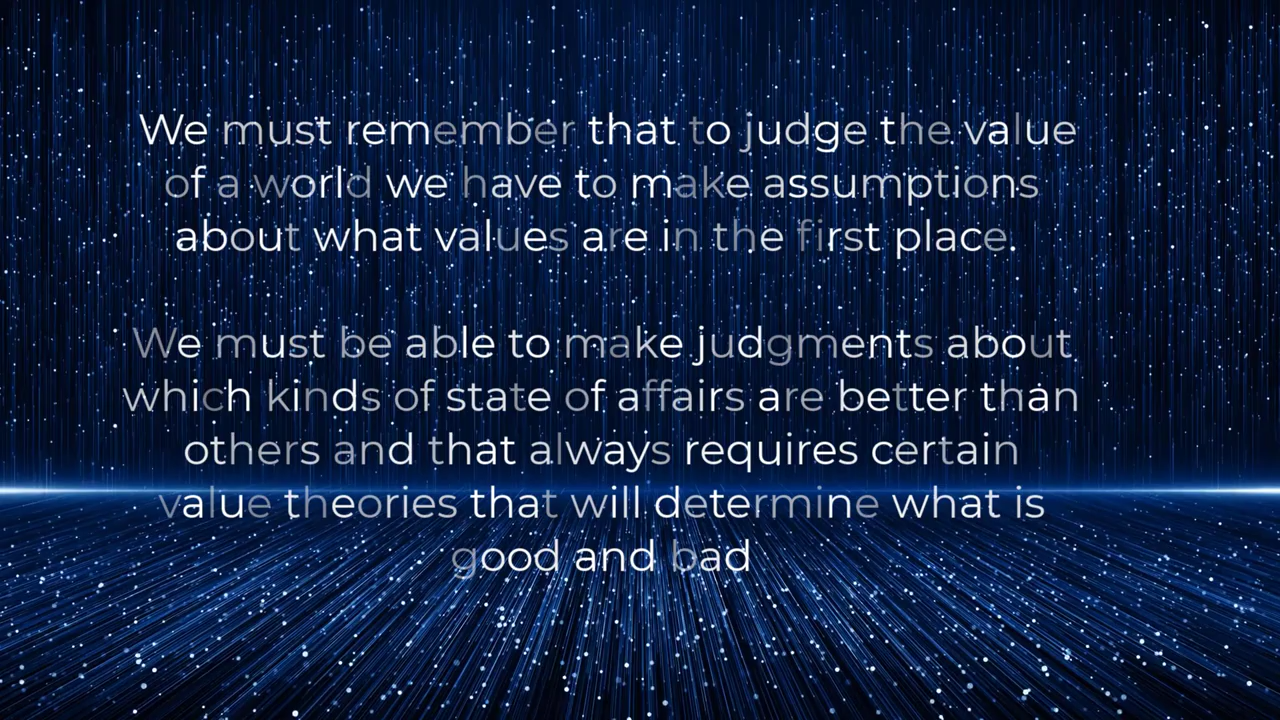 We must remember that to judge the value
of a world we have to make assumptions
about what values are in the first place.
We must be able to make judgments about
which kinds of state of affairs are better than
others and that always requires certain
value theories that will determine what is
good and bad